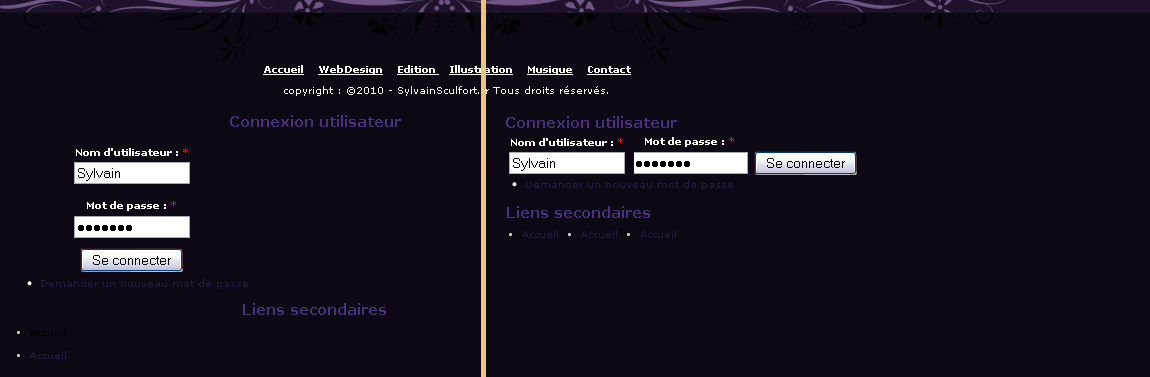 Accueil WebDesign Edition Illustration Musique Contact
copyright : ©2010 - SylvainSculfort. r Tous droits réservés.
Connexion utilisateur
Nom d'utilisateur : *
Sylvain
Mot de passe : *
•••••••
Se connecter
• Demander un nouveau mot de passe
Liens secondaires
• Accueil
• Accueil
Connexion utilisateur
Nom d'utilisateur : * Mot de passe : *
Sylvain ••••••• Se connecter
• Demander un nouveau mot de passe
Liens secondaires
• Accueil • Accueil • Accueil